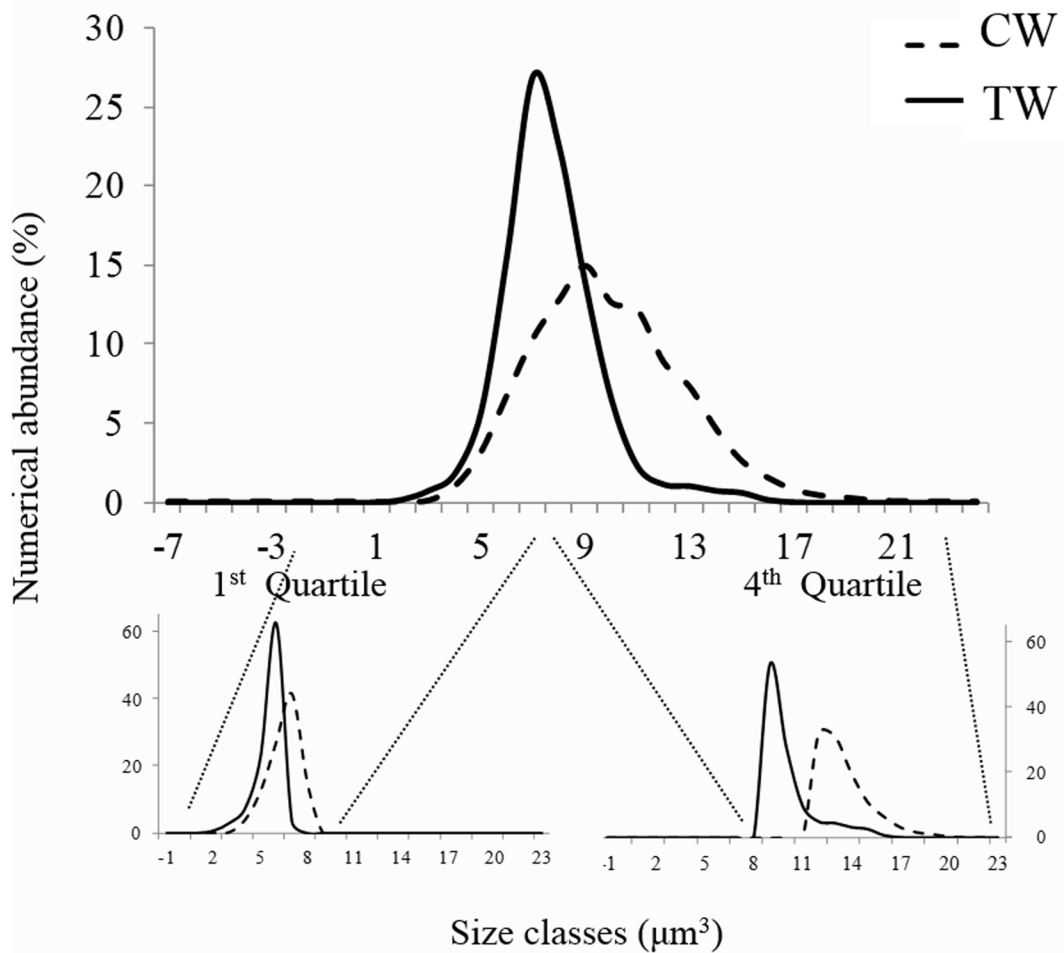 30
CW
TW
25
20
15
10
5
0
Numerical abundance (%)
-7 -3 1 5 9 13 17 21
1st Quartile
4th Quartile
60
40
20
0
-1 2 5 8 11 14 17 20 23
60
40
20
0
-1 2 5 8 11 14 17 20 23
Size classes (μm³)